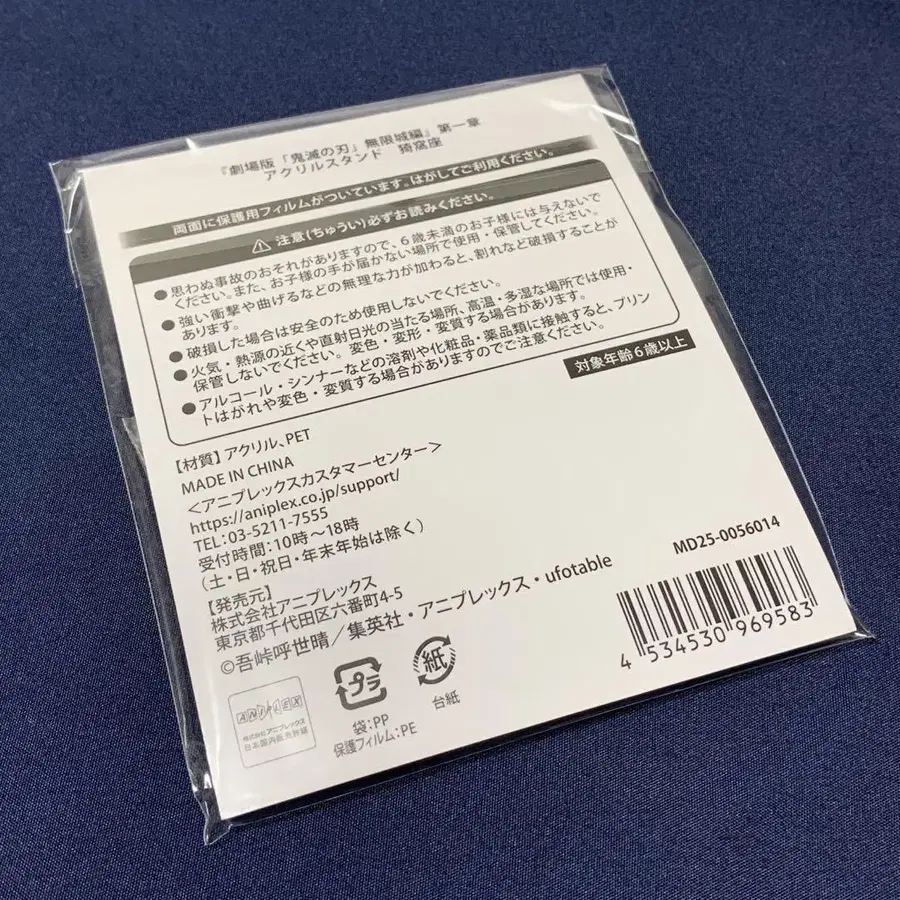 『劇場版「鬼滅の刃」無限城編』第一章
アクリルスタンド　猗窩座
両面に保護用フィルムがついています。はがしてご利用ください。
⚠ 注意(ちゅうい)必ずお読みください。
●思わぬ事故のおそれがありますので、6歳未満のお子様には与えないで
ください。また、お子様の手が届かない場所で使用・保管してください。
●強い衝撃や曲げるなどの無理な力が加わると、割れなど破損することが
あります。
●破損した場合は安全のため使用しないでください。
●火気・熱源の近くや直射日光の当たる場所、高温・多湿な場所では使用・
保管しないでください。変色・変形・変質する場合があります。
●アルコール・シンナーなどの溶剤や化粧品・薬品類に接触すると、プリン
トはがれや変色・変質する場合がありますのでご注意ください。
対象年齢6歳以上
【材質】アクリル、PET
MADE IN CHINA
<アニプレックスカスタマーセンター>
https://aniplex.co.jp/support/
TEL:03-5211-7555
受付時間:10時〜18時
(土・日・祝日・年末年始は除く)
【発売元】
株式会社アニプレックス
東京都千代田区六番町4-5
©吾峠呼世晴／集英社・アニプレックス・ufotable
MD25-0056014
4 534530 969583
ANIPLEX
株式会社アニプレックス
日本国内販売許諾
プラ
袋:PP
保護フィルム:PE
紙
台紙